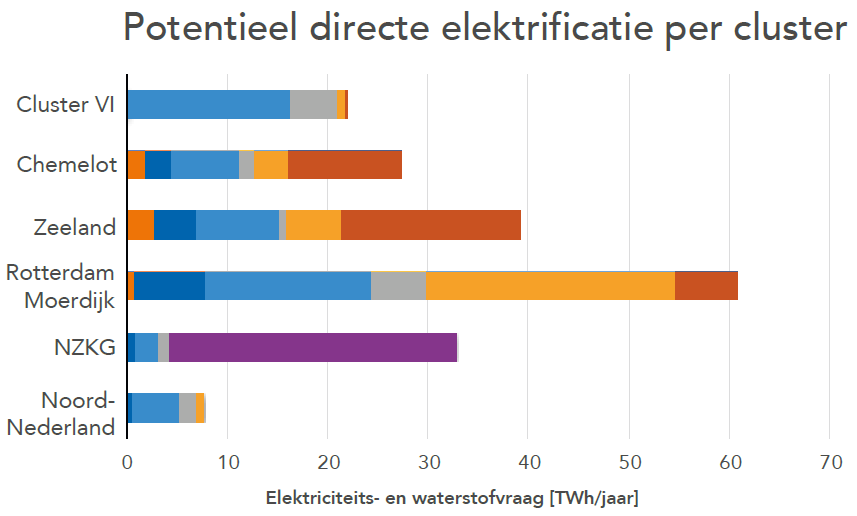 Potentieel directe elektrificatie per cluster
Cluster VI
Chemelot
Zeeland
Rotterdam
Moerdijk
NZKG
Noord-
Nederland
0 10 20 30 40 50 60 70
Elektriciteits- en waterstofvraag [TWh/jaar]